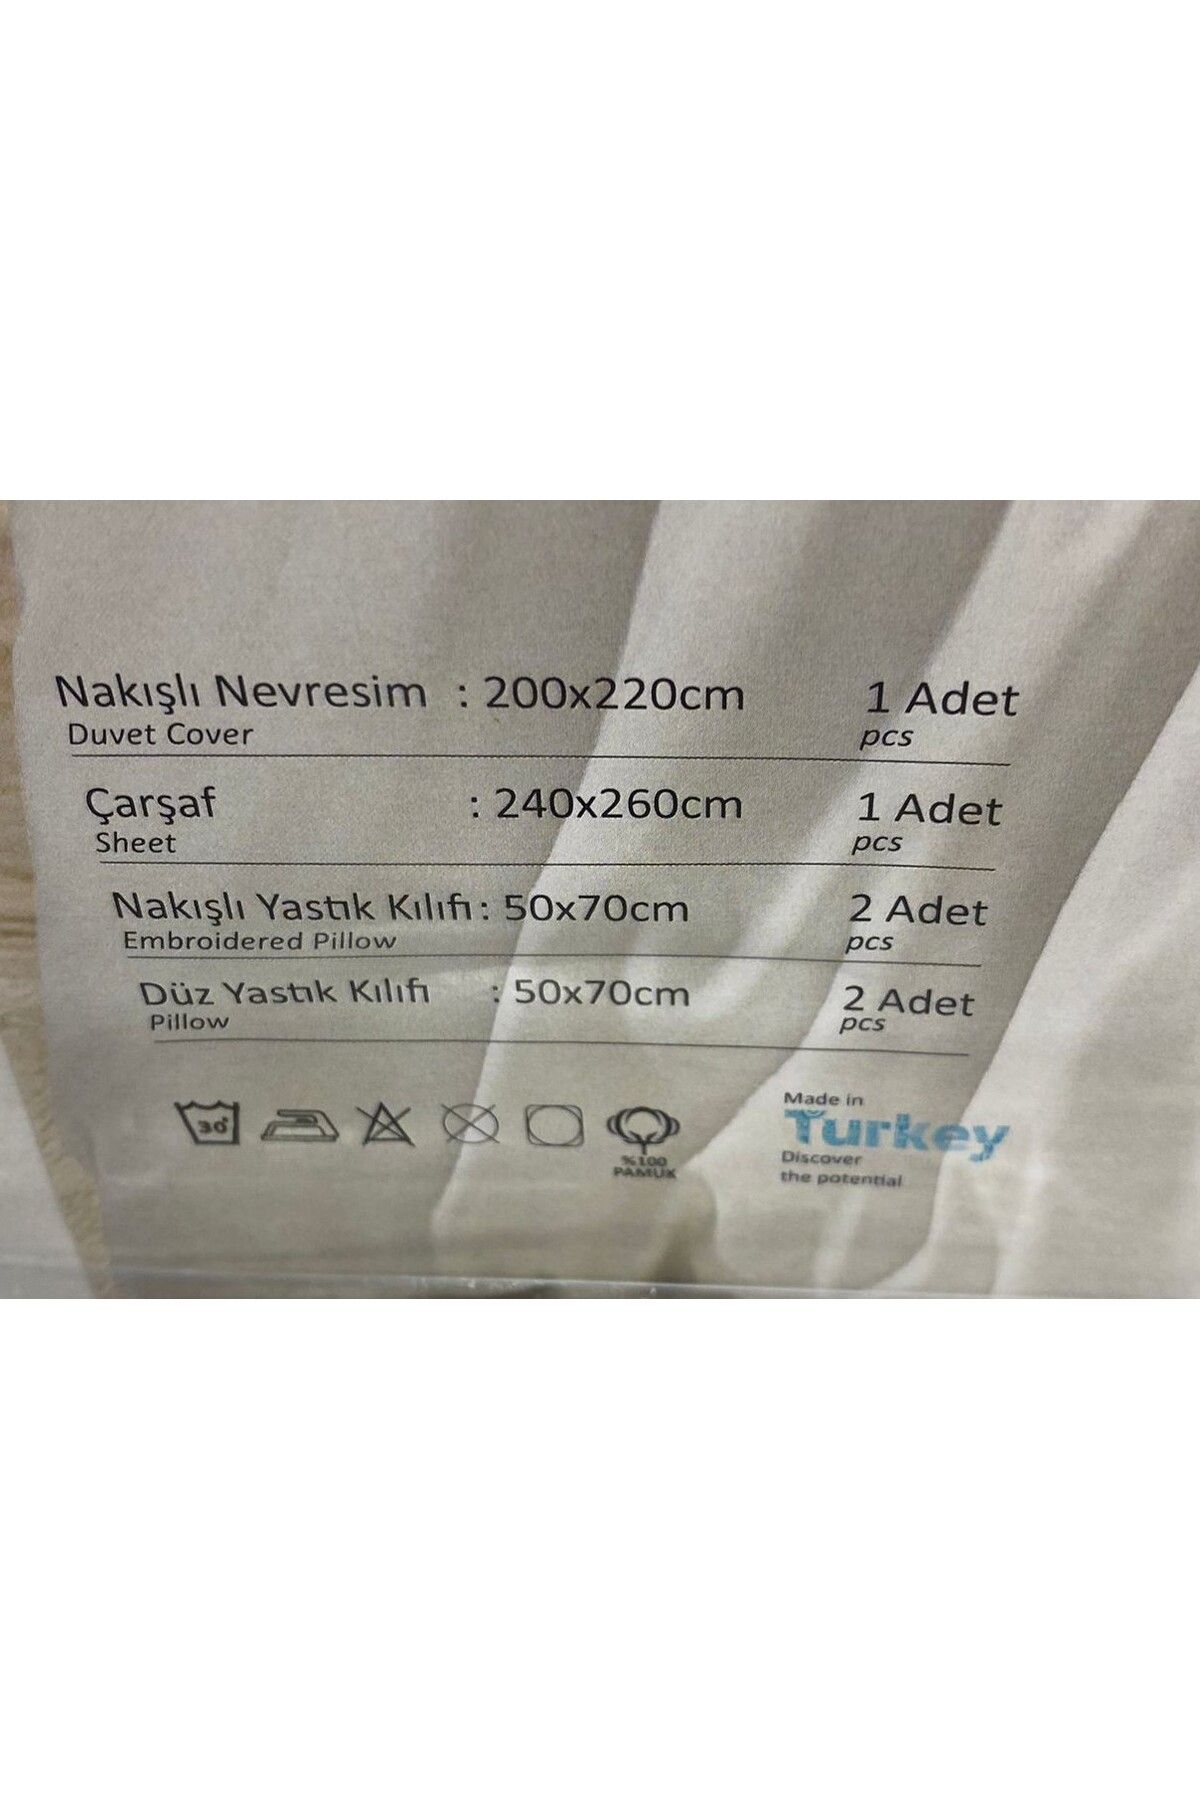 Nakışlı Nevresim : 200x220cm 1 Adet
Duvet Cover pcs
Çarşaf : 240x260cm 1 Adet
Sheet pcs
Nakışlı Yastık Kılıfı : 50x70cm 2 Adet
Embroidered Pillow pcs
Düz Yastık Kılıfı : 50x70cm 2 Adet
Pillow pcs
30°
%100
PAMUK
Made in
Turkey
Discover
the potential